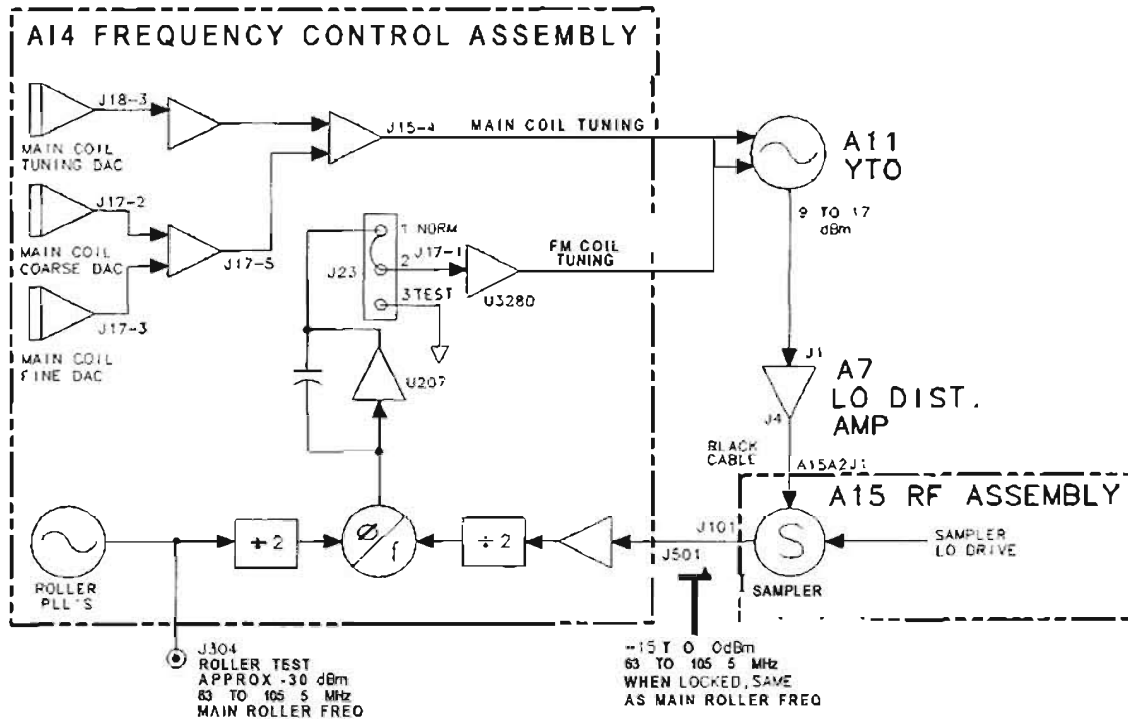 A14 FREQUENCY CONTROL ASSEMBLY
J18-3
MAIN COIL
TUNING DAC
J15-4
MAIN COIL TUNING
A11
YTO
J17-2
MAIN COIL
COARSE DAC
J17-5
J17-3
MAIN COIL
FINE DAC
1 NORM
J17-1
J23
2
3 TEST
U3280
FM COIL
TUNING
9 TO 17
dBm
U207
J1
A7
LO DIST.
AMP
J4
BLACK
CABLE
A15A2J1
A15 RF ASSEMBLY
ROLLER
PLL'S
÷ 2
Ø/f
÷ 2
J101
J501
S
SAMPLER
SAMPLER
LO DRIVE
J304
ROLLER TEST
APPROX -30 dBm
63 TO 105 5 MHz
MAIN ROLLER FREQ
-15 T O 0dBm
63 TO 105 5 MHz
WHEN LOCKED, SAME
AS MAIN ROLLER FREQ